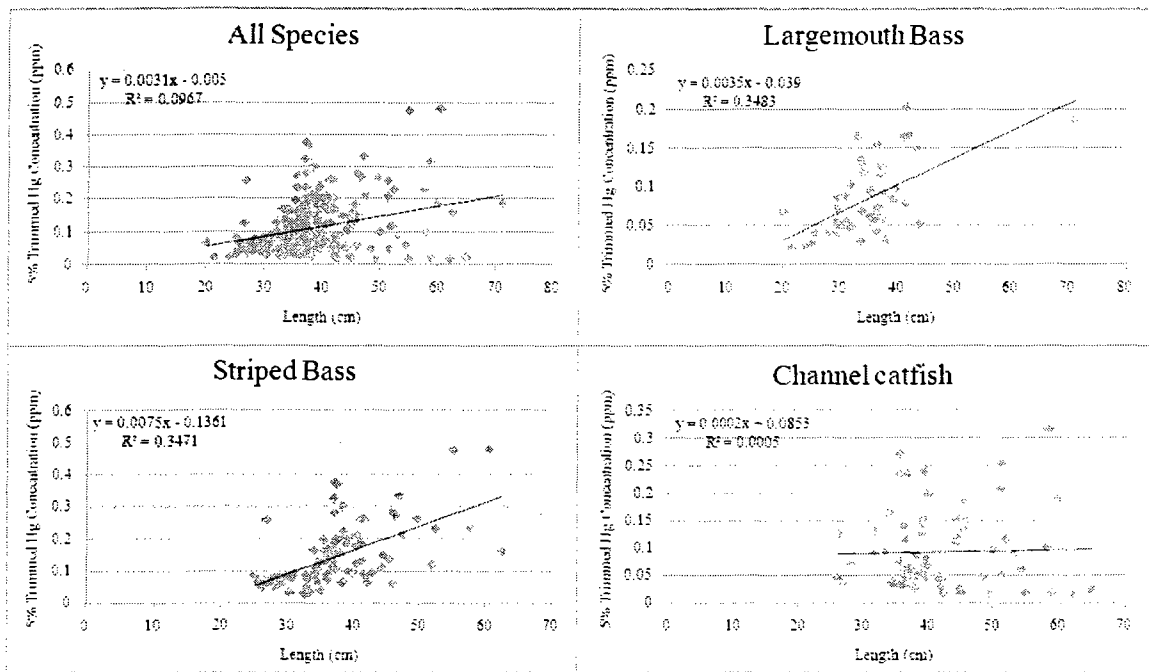 All Species
5% Trimmed Hg Concentration (ppm)
y = 0.0031x - 0.005
R² = 0.0967
0.6
0.5
0.4
0.3
0.2
0.1
0
0 10 20 30 40 50 60 70 80
Length (cm)
Largemouth Bass
5% Trimmed Hg Concentration (ppm)
y = 0.0035x - 0.039
R² = 0.3483
0.25
0.2
0.15
0.1
0.05
0
0 10 20 30 40 50 60 70 80
Length (cm)
Striped Bass
5% Trimmed Hg Concentration (ppm)
y = 0.0075x - 0.1361
R² = 0.3471
0.6
0.5
0.4
0.3
0.2
0.1
0
0 10 20 30 40 50 60 70
Length (cm)
Channel catfish
5% Trimmed Hg Concentration (ppm)
y = 0.0002x + 0.0853
R² = 0.0005
0.35
0.3
0.25
0.2
0.15
0.1
0.05
0
0 10 20 30 40 50 60 70
Length (cm)